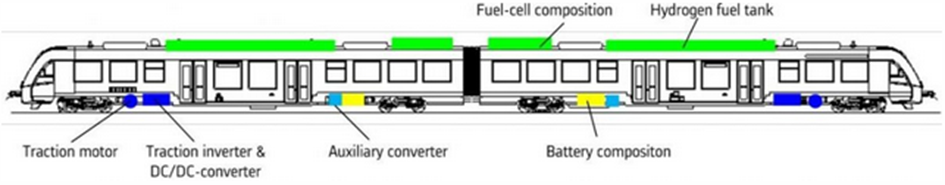 Fuel-cell composition
Hydrogen fuel tank
Traction motor
Traction inverter &
DC/DC-converter
Auxiliary converter
Battery compositon